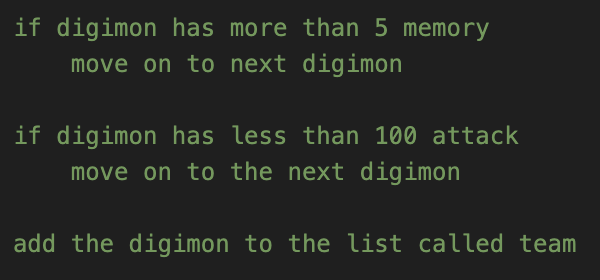 if digimon has more than 5 memory
    move on to next digimon

if digimon has less than 100 attack
    move on to the next digimon

add the digimon to the list called team